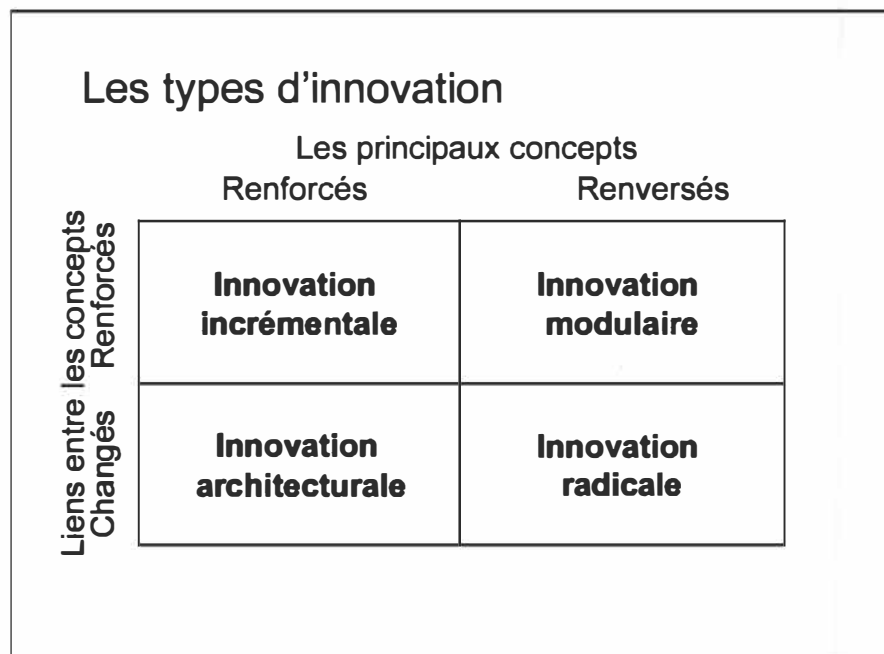 Les types d'innovation
Les principaux concepts
Renforcés Renversés
Liens entre les concepts
Renforcés
Changés
Innovation
incrémentale
Innovation
modulaire
Innovation
architecturale
Innovation
radicale